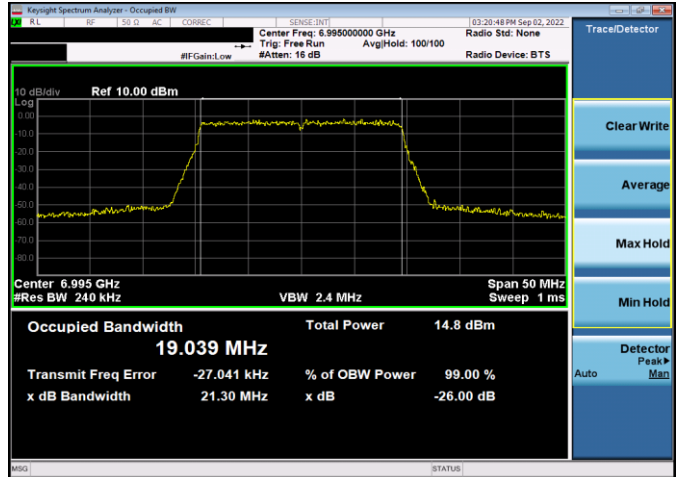 Keysight Spectrum Analyzer - Occupied BW
RL RF 50 Ω AC CORREC SENSE:INT 03:20:48 PM Sep 02, 2022
Center Freq: 6.995000000 GHz Radio Std: None
Trig: Free Run Avg|Hold: 100/100
#IFGain:Low #Atten: 16 dB Radio Device: BTS
Trace/Detector
10 dB/div Ref 10.00 dBm
Log
0.00
-10.0
-20.0
-30.0
-40.0
-50.0
-60.0
-70.0
-80.0
Center 6.995 GHz Span 50 MHz
#Res BW 240 kHz VBW 2.4 MHz Sweep 1 ms
Occupied Bandwidth Total Power 14.8 dBm
19.039 MHz
Transmit Freq Error -27.041 kHz % of OBW Power 99.00 %
x dB Bandwidth 21.30 MHz x dB -26.00 dB
Clear Write
Average
Max Hold
Min Hold
Detector
Peak▶
Auto Man
MSG STATUS